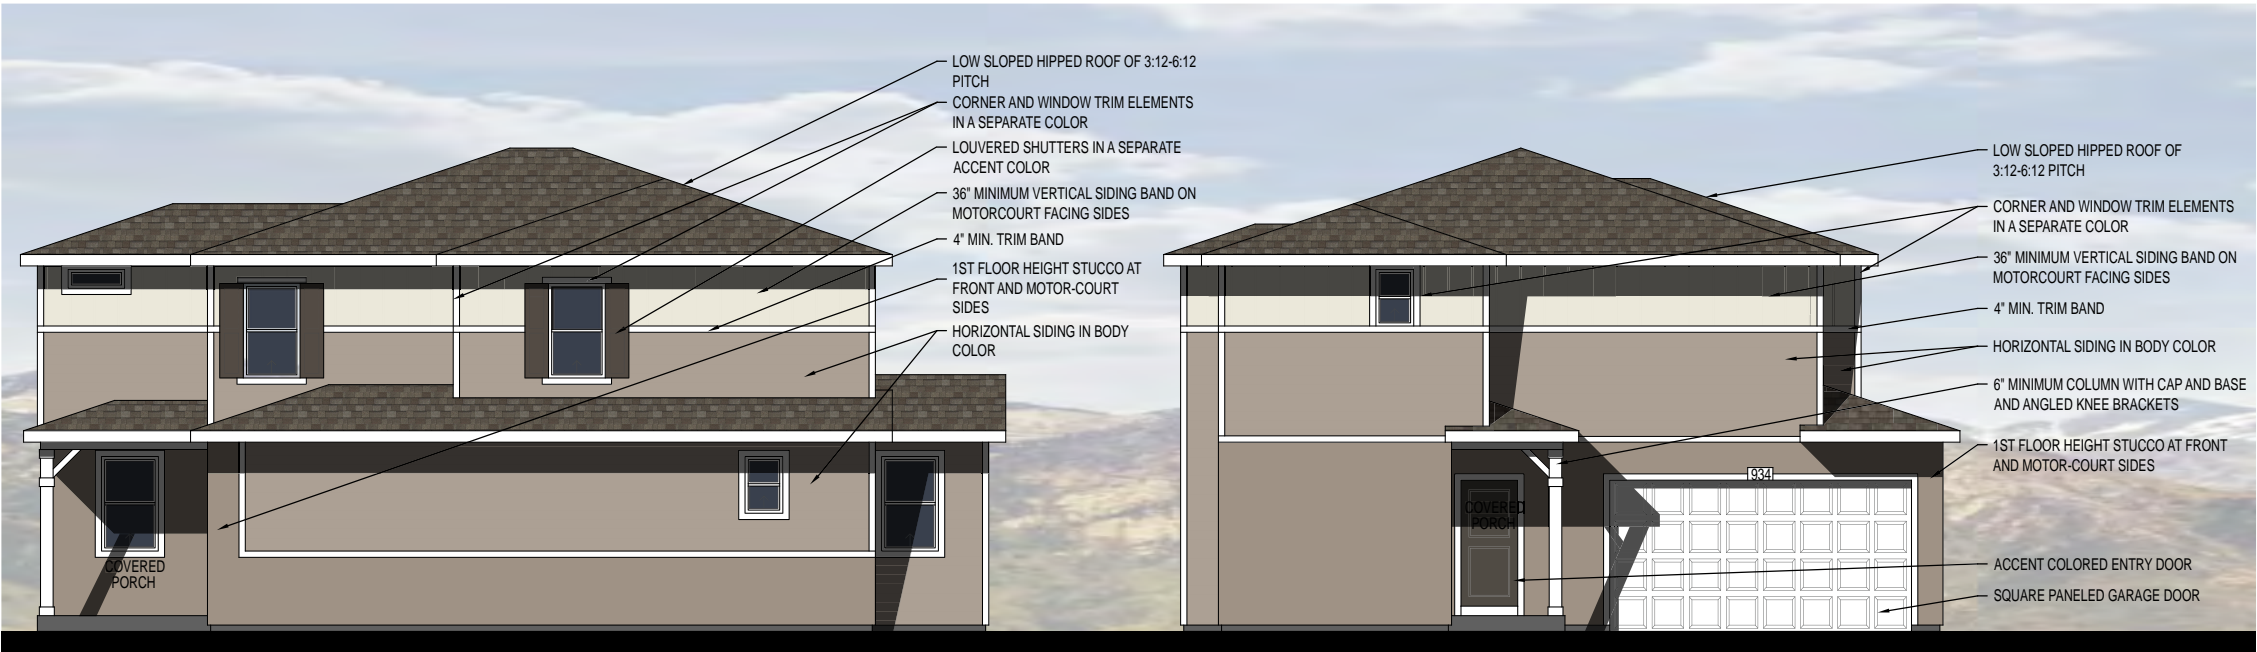 LOW SLOPED HIPPED ROOF OF 3:12-6:12
PITCH
CORNER AND WINDOW TRIM ELEMENTS
IN A SEPARATE COLOR
LOUVERED SHUTTERS IN A SEPARATE
ACCENT COLOR
36" MINIMUM VERTICAL SIDING BAND ON
MOTORCOURT FACING SIDES
4" MIN. TRIM BAND
1ST FLOOR HEIGHT STUCCO AT
FRONT AND MOTOR-COURT
SIDES
HORIZONTAL SIDING IN BODY
COLOR
COVERED
PORCH
LOW SLOPED HIPPED ROOF OF
3:12-6:12 PITCH
CORNER AND WINDOW TRIM ELEMENTS
IN A SEPARATE COLOR
36" MINIMUM VERTICAL SIDING BAND ON
MOTORCOURT FACING SIDES
4" MIN. TRIM BAND
HORIZONTAL SIDING IN BODY COLOR
6" MINIMUM COLUMN WITH CAP AND BASE
AND ANGLED KNEE BRACKETS
1ST FLOOR HEIGHT STUCCO AT FRONT
AND MOTOR-COURT SIDES
934
COVERED
PORCH
ACCENT COLORED ENTRY DOOR
SQUARE PANELED GARAGE DOOR